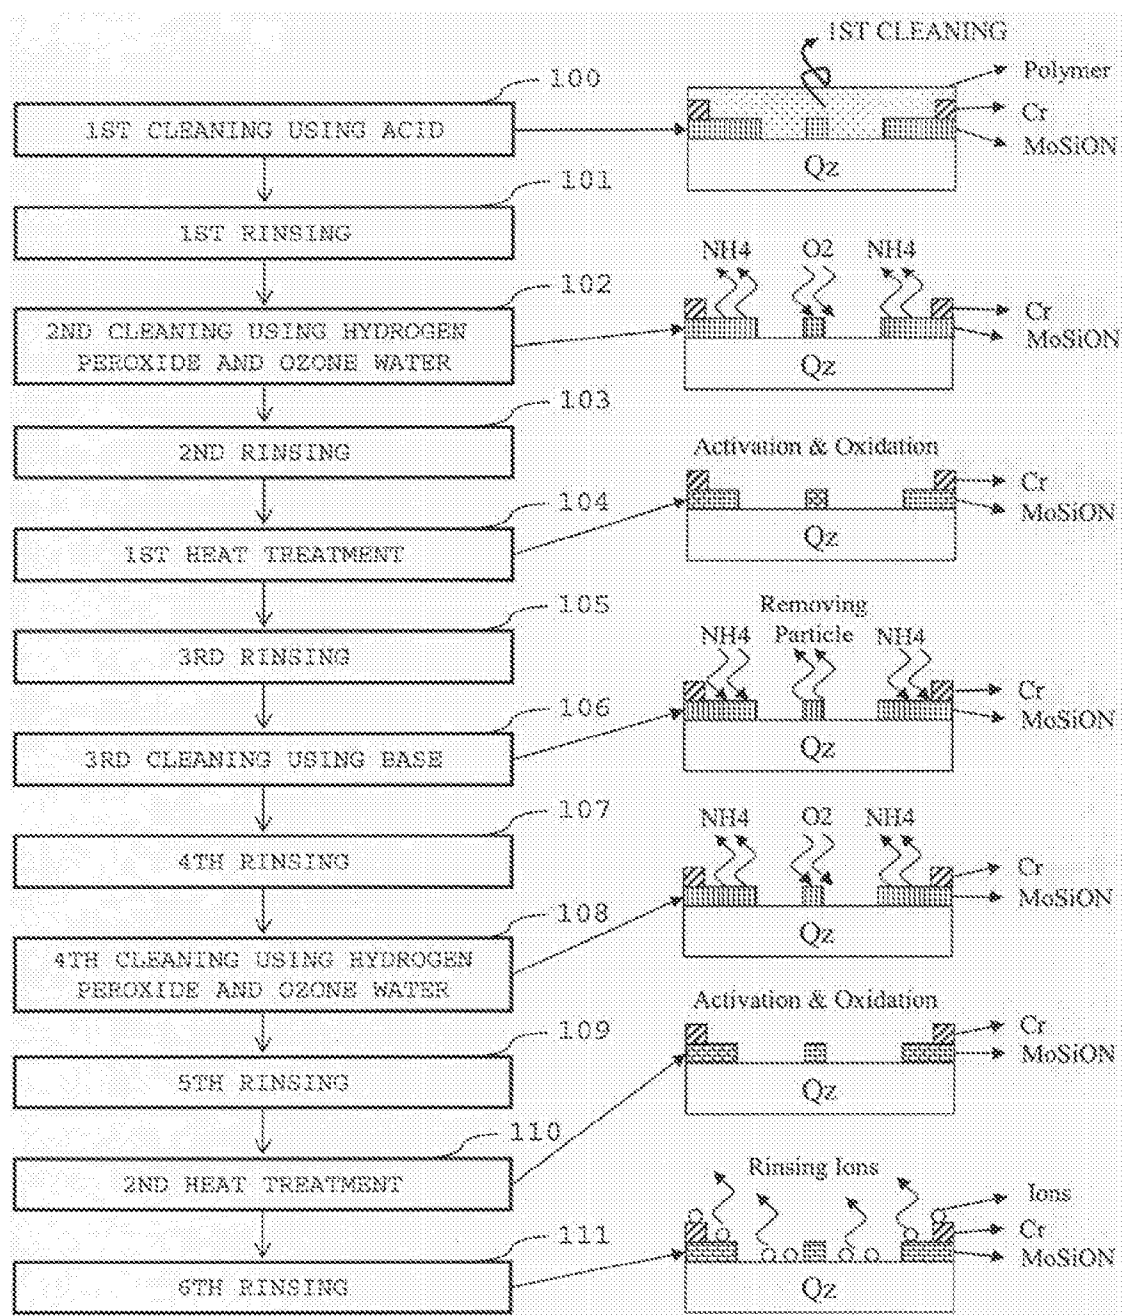 1ST CLEANING
100
Polymer
1ST CLEANING USING ACID
Cr
MoSiON
Qz
101
1ST RINSING
NH4 O2 NH4
102
2ND CLEANING USING HYDROGEN
PEROXIDE AND OZONE WATER
Cr
MoSiON
Qz
103
2ND RINSING
Activation & Oxidation
Cr
104
MoSiON
1ST HEAT TREATMENT
Qz
105
Removing
Particle
NH4 NH4
3RD RINSING
Cr
106
MoSiON
3RD CLEANING USING BASE
Qz
107
NH4 O2 NH4
4TH RINSING
Cr
MoSiON
108
Qz
4TH CLEANING USING HYDROGEN
PEROXIDE AND OZONE WATER
Activation & Oxidation
109
Cr
MoSiON
5TH RINSING
Qz
110
2ND HEAT TREATMENT
Rinsing Ions
Ions
111
Cr
MoSiON
6TH RINSING
Qz